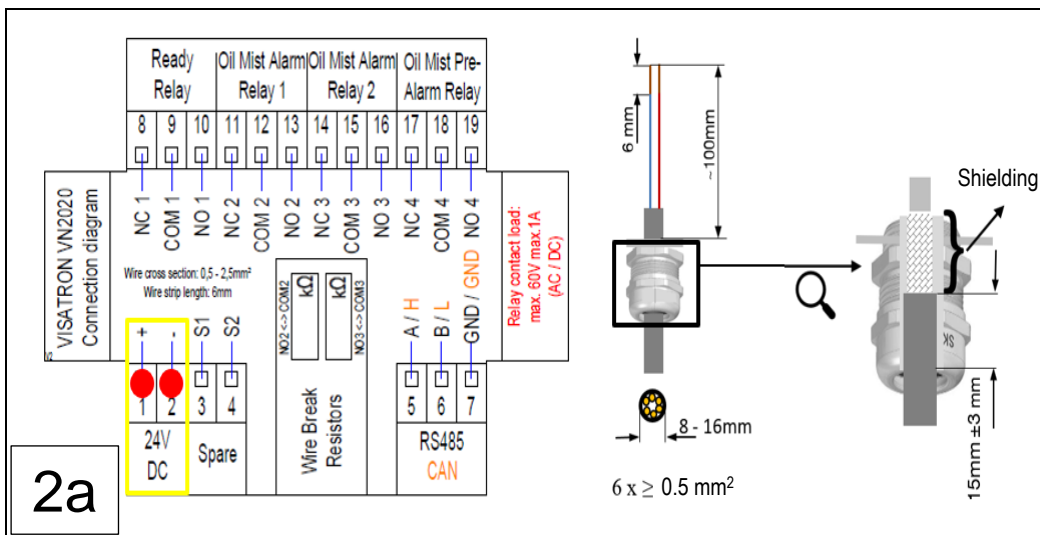 Ready
Relay
Oil Mist Alarm
Relay 1
Oil Mist Alarm
Relay 2
Oil Mist Pre-
Alarm Relay
8 9 10 11 12 13 14 15 16 17 18 19
NC 1
COM 1
NO 1
NC 2
COM 2
NO 2
NC 3
COM 3
NO 3
NC 4
COM 4
NO 4
VISATRON VN2020
Connection diagram
V2
Wire cross section: 0,5 - 2,5mm²
Wire strip length: 6mm
+
-
S1
S2
NO2 <-> COM2
kΩ
kΩ
NO3 <-> COM3
A / H
B / L
GND / GND
Relay contact load:
max. 60V max.1A
(AC / DC)
1 2 3 4
24V
DC
Spare
Wire Break
Resistors
5 6 7
RS485
CAN
2a
6 mm
~100mm
8 - 16mm
6 x ≥ 0.5 mm²
Shielding
SK
15mm ±3 mm